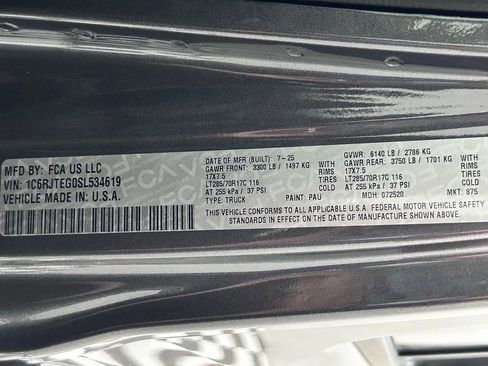 MFD BY: FCA US LLC
VIN: 1C6RJTEG0SL534619
VEHICLE MADE IN U.S.A.
DATE OF MFR (BUILT): 7-25
GAWR FRONT: 3300 LB / 1497 KG
WITH
17X7.5
RIMS
LT285/70R17C 116
TIRES
AT 255 kPa / 37 PSI
TYPE: TRUCK
PAINT: PAU
GVWR: 6140 LB / 2786 KG
GAWR REAR: 3750 LB / 1701 KG
WITH
17X7.5
RIMS
LT285/70R17C 116
TIRES
AT 255 kPa / 37 PSI
MDH: 072520
MKT: 875
THIS VEHICLE CONFORMS TO ALL APPLICABLE U.S.A. FEDERAL MOTOR VEHICLE SAFETY
STANDARDS IN EFFECT ON THE DATE OF MANUFACTURE SHOWN ABOVE.